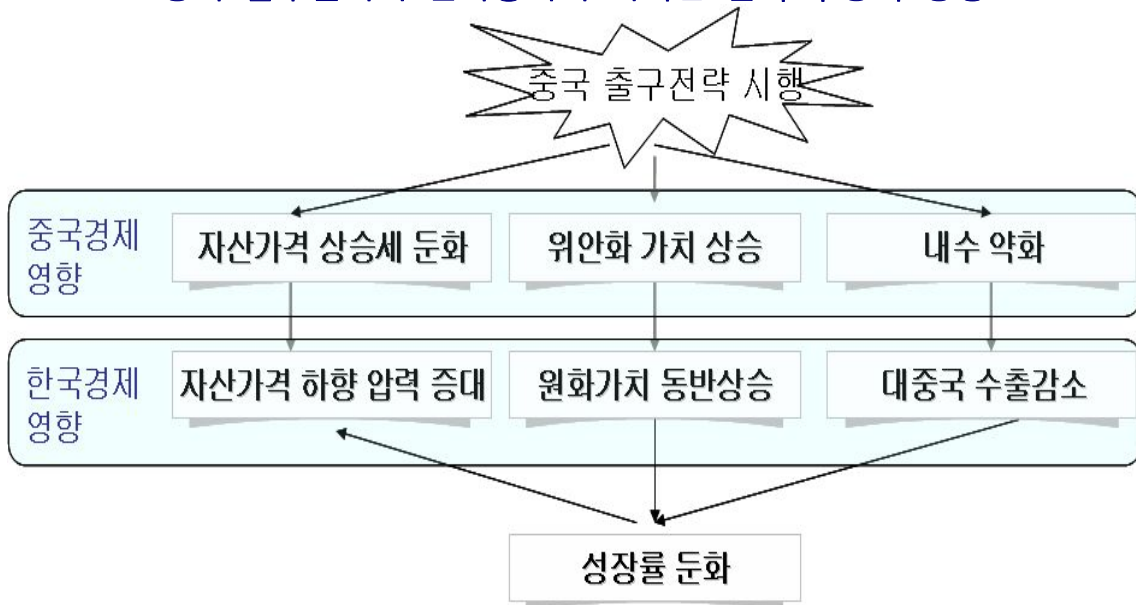 중국 출구전략 시행
중국경제
영향
자산가격 상승세 둔화
위안화 가치 상승
내수 약화
한국경제
영향
자산가격 하향 압력 증대
원화가치 동반상승
대중국 수출감소
성장률 둔화